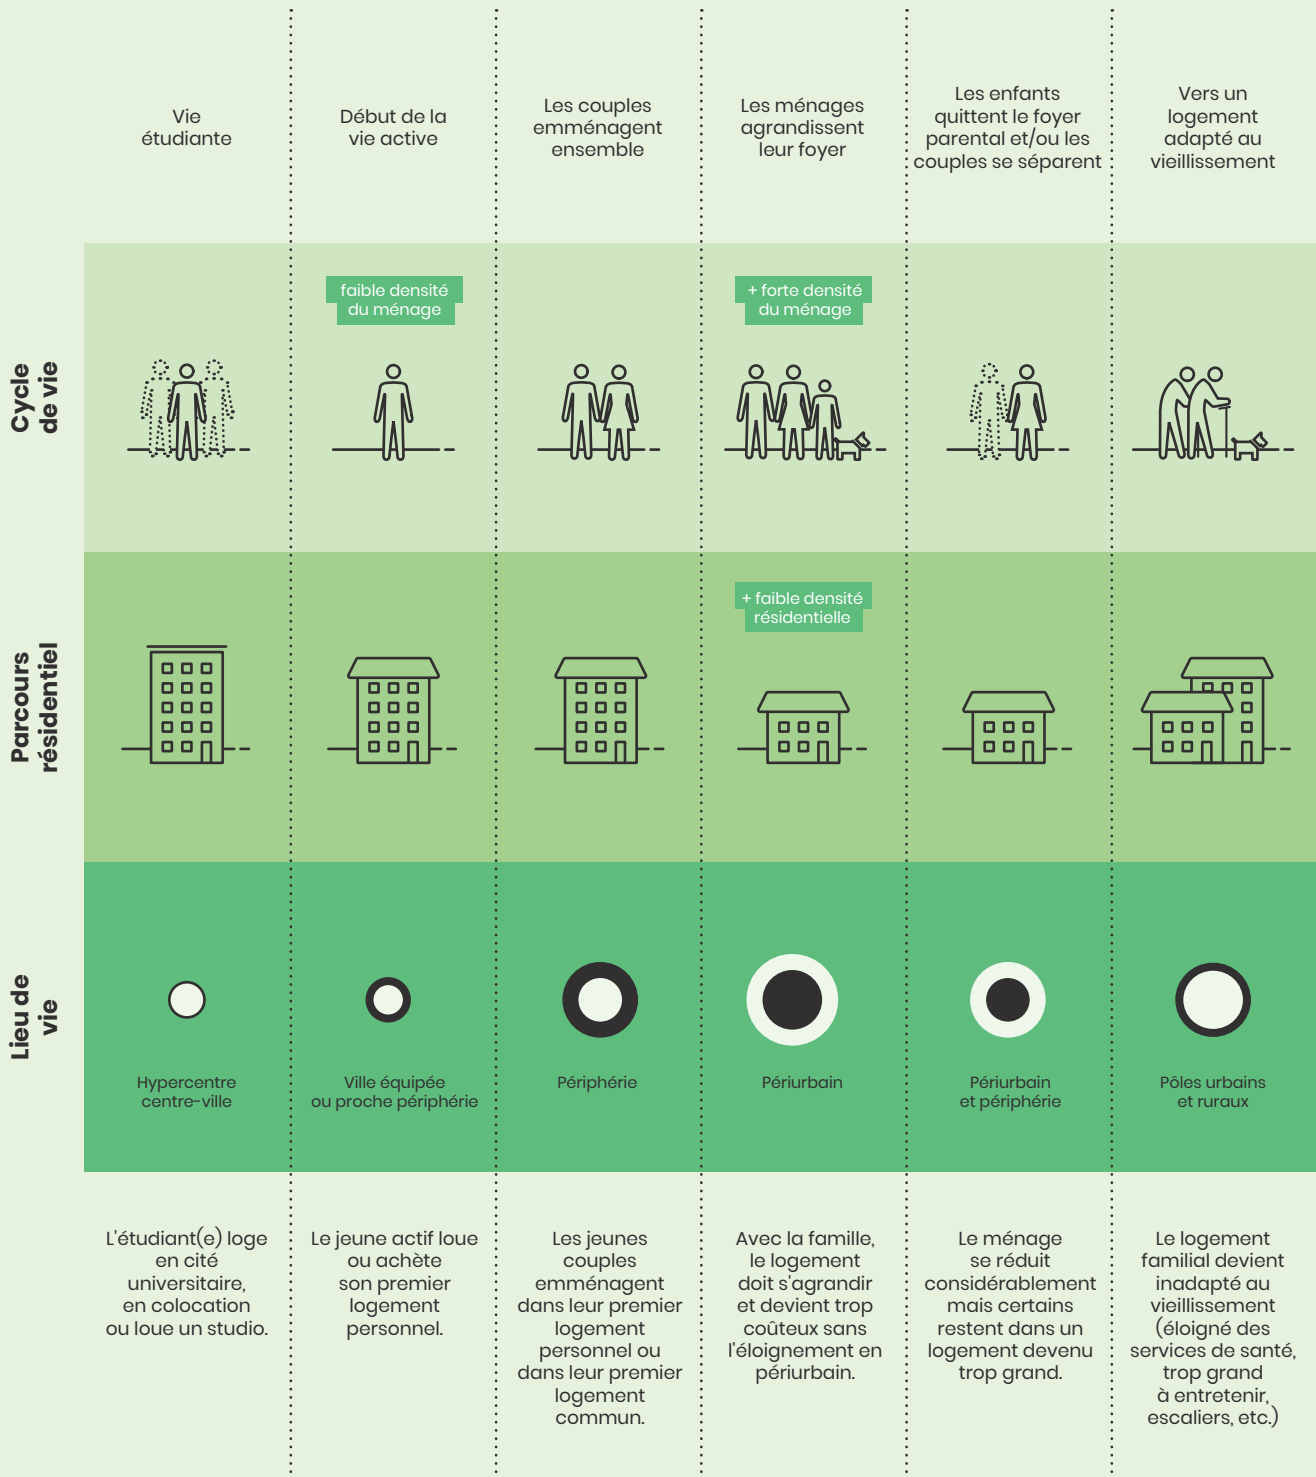 Vie
étudiante
Début de la
vie active
Les couples
emménagent
ensemble
Les ménages
agrandissent
leur foyer
Les enfants
quittent le foyer
parental et/ou les
couples se séparent
Vers un
logement
adapté au
vieillissement
Cycle
de vie
faible densité
du ménage
+ forte densité
du ménage
Parcours
résidentiel
+ faible densité
résidentielle
Lieu de
vie
Hypercentre
centre-ville
Ville équipée
ou proche périphérie
Périphérie
Périurbain
Périurbain
et périphérie
Pôles urbains
et ruraux
L'étudiant(e) loge
en cité
universitaire,
en colocation
ou loue un studio.
Le jeune actif loue
ou achète
son premier
logement
personnel.
Les jeunes
couples
emménagent
dans leur premier
logement
personnel ou
dans leur premier
logement
commun.
Avec la famille,
le logement
doit s'agrandir
et devient trop
coûteux sans
l'éloignement en
périurbain.
Le ménage
se réduit
considérablement
mais certains
restent dans un
logement devenu
trop grand.
Le logement
familial devient
inadapté au
vieillissement
(éloigné des
services de santé,
trop grand
à entretenir,
escaliers, etc.)